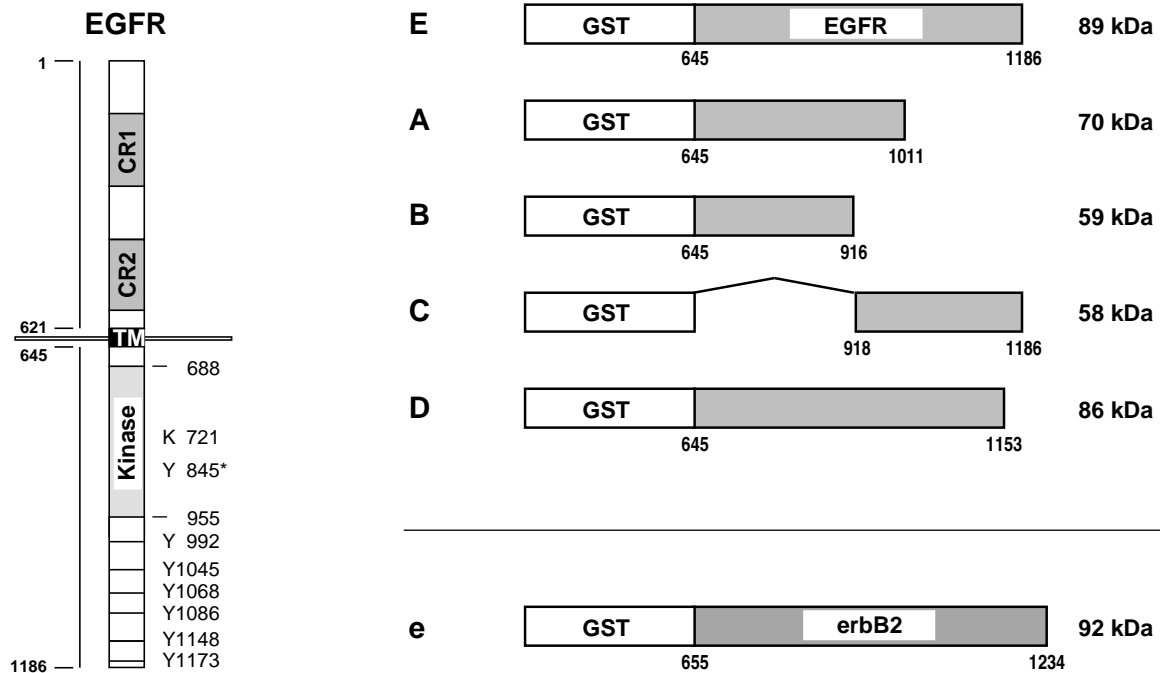 EGFR
1
CR1
CR2
621
TM
645
688
Kinase
K 721
Y 845*
955
Y 992
Y1045
Y1068
Y1086
Y1148
Y1173
1186
E GST EGFR 89 kDa
645 1186
A GST 70 kDa
645 1011
B GST 59 kDa
645 916
C GST 58 kDa
918 1186
D GST 86 kDa
645 1153
e GST erbB2 92 kDa
655 1234